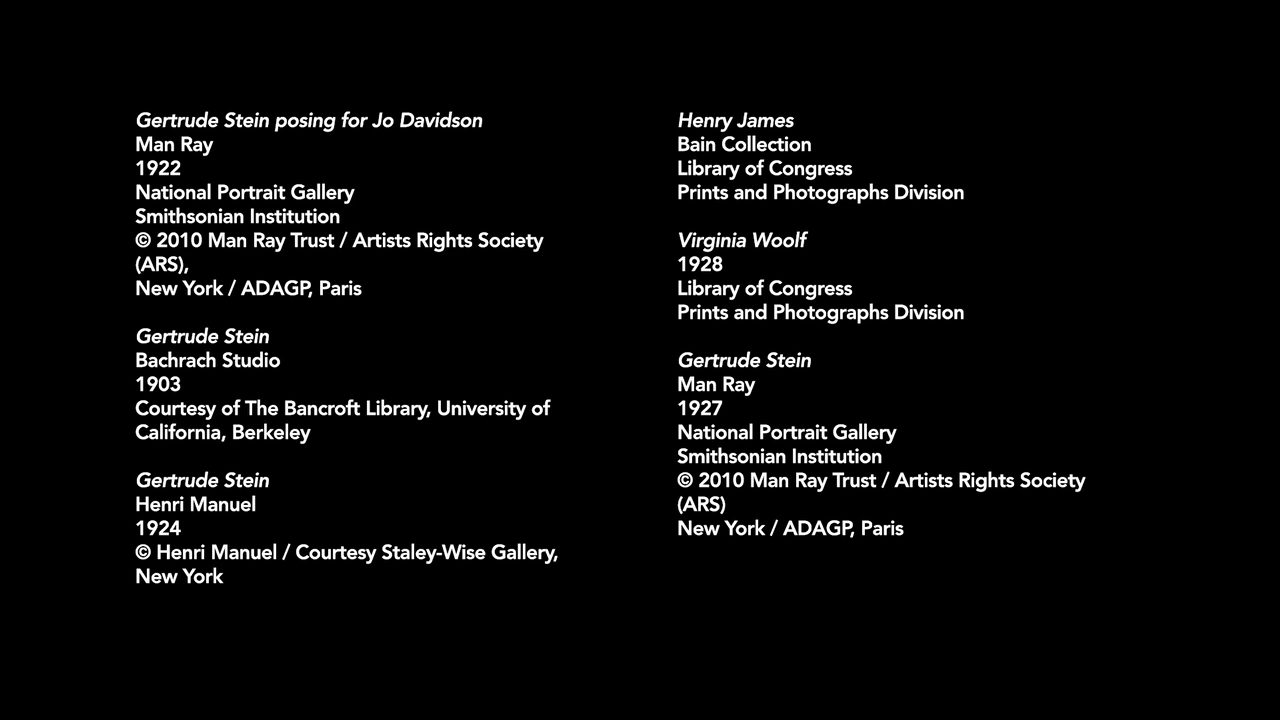 Gertrude Stein posing for Jo Davidson
Man Ray
1922
National Portrait Gallery
Smithsonian Institution
© 2010 Man Ray Trust / Artists Rights Society
(ARS),
New York / ADAGP, Paris
Gertrude Stein
Bachrach Studio
1903
Courtesy of The Bancroft Library, University of
California, Berkeley
Gertrude Stein
Henri Manuel
1924
© Henri Manuel / Courtesy Staley-Wise Gallery,
New York
Henry James
Bain Collection
Library of Congress
Prints and Photographs Division
Virginia Woolf
1928
Library of Congress
Prints and Photographs Division
Gertrude Stein
Man Ray
1927
National Portrait Gallery
Smithsonian Institution
© 2010 Man Ray Trust / Artists Rights Society
(ARS)
New York / ADAGP, Paris